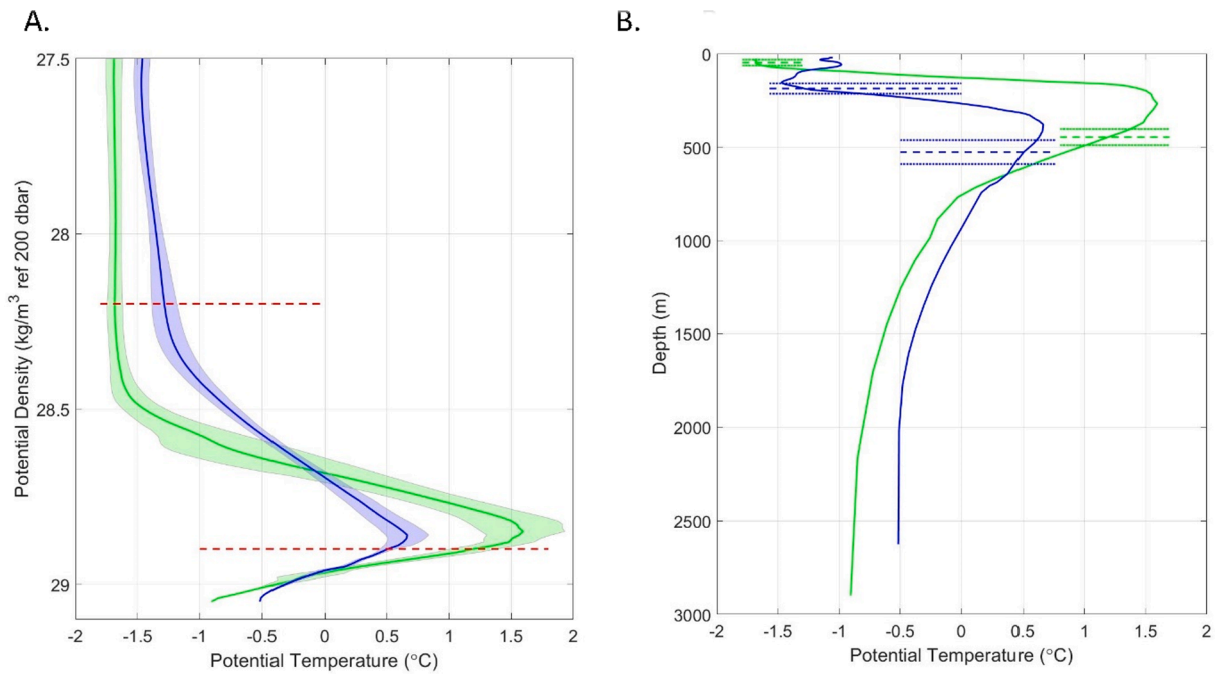 A.
27.5
28
28.5
29
Potential Density (kg/m³ ref 200 dbar)
-2 -1.5 -1 -0.5 0 0.5 1 1.5 2
Potential Temperature (°C)
B.
0
500
1000
1500
2000
2500
3000
Depth (m)
-2 -1.5 -1 -0.5 0 0.5 1 1.5 2
Potential Temperature (°C)